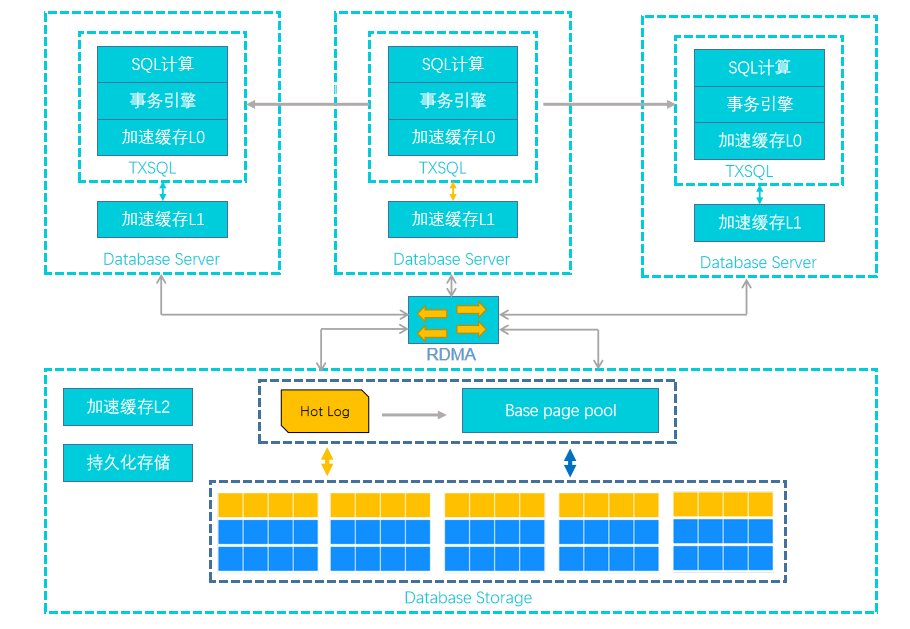 SQL计算
事务引擎
加速缓存L0
TXSQL
加速缓存L1
Database Server
SQL计算
事务引擎
加速缓存L0
TXSQL
加速缓存L1
Database Server
SQL计算
事务引擎
加速缓存L0
TXSQL
加速缓存L1
Database Server
RDMA
加速缓存L2
持久化存储
Hot Log
Base page pool
Database Storage